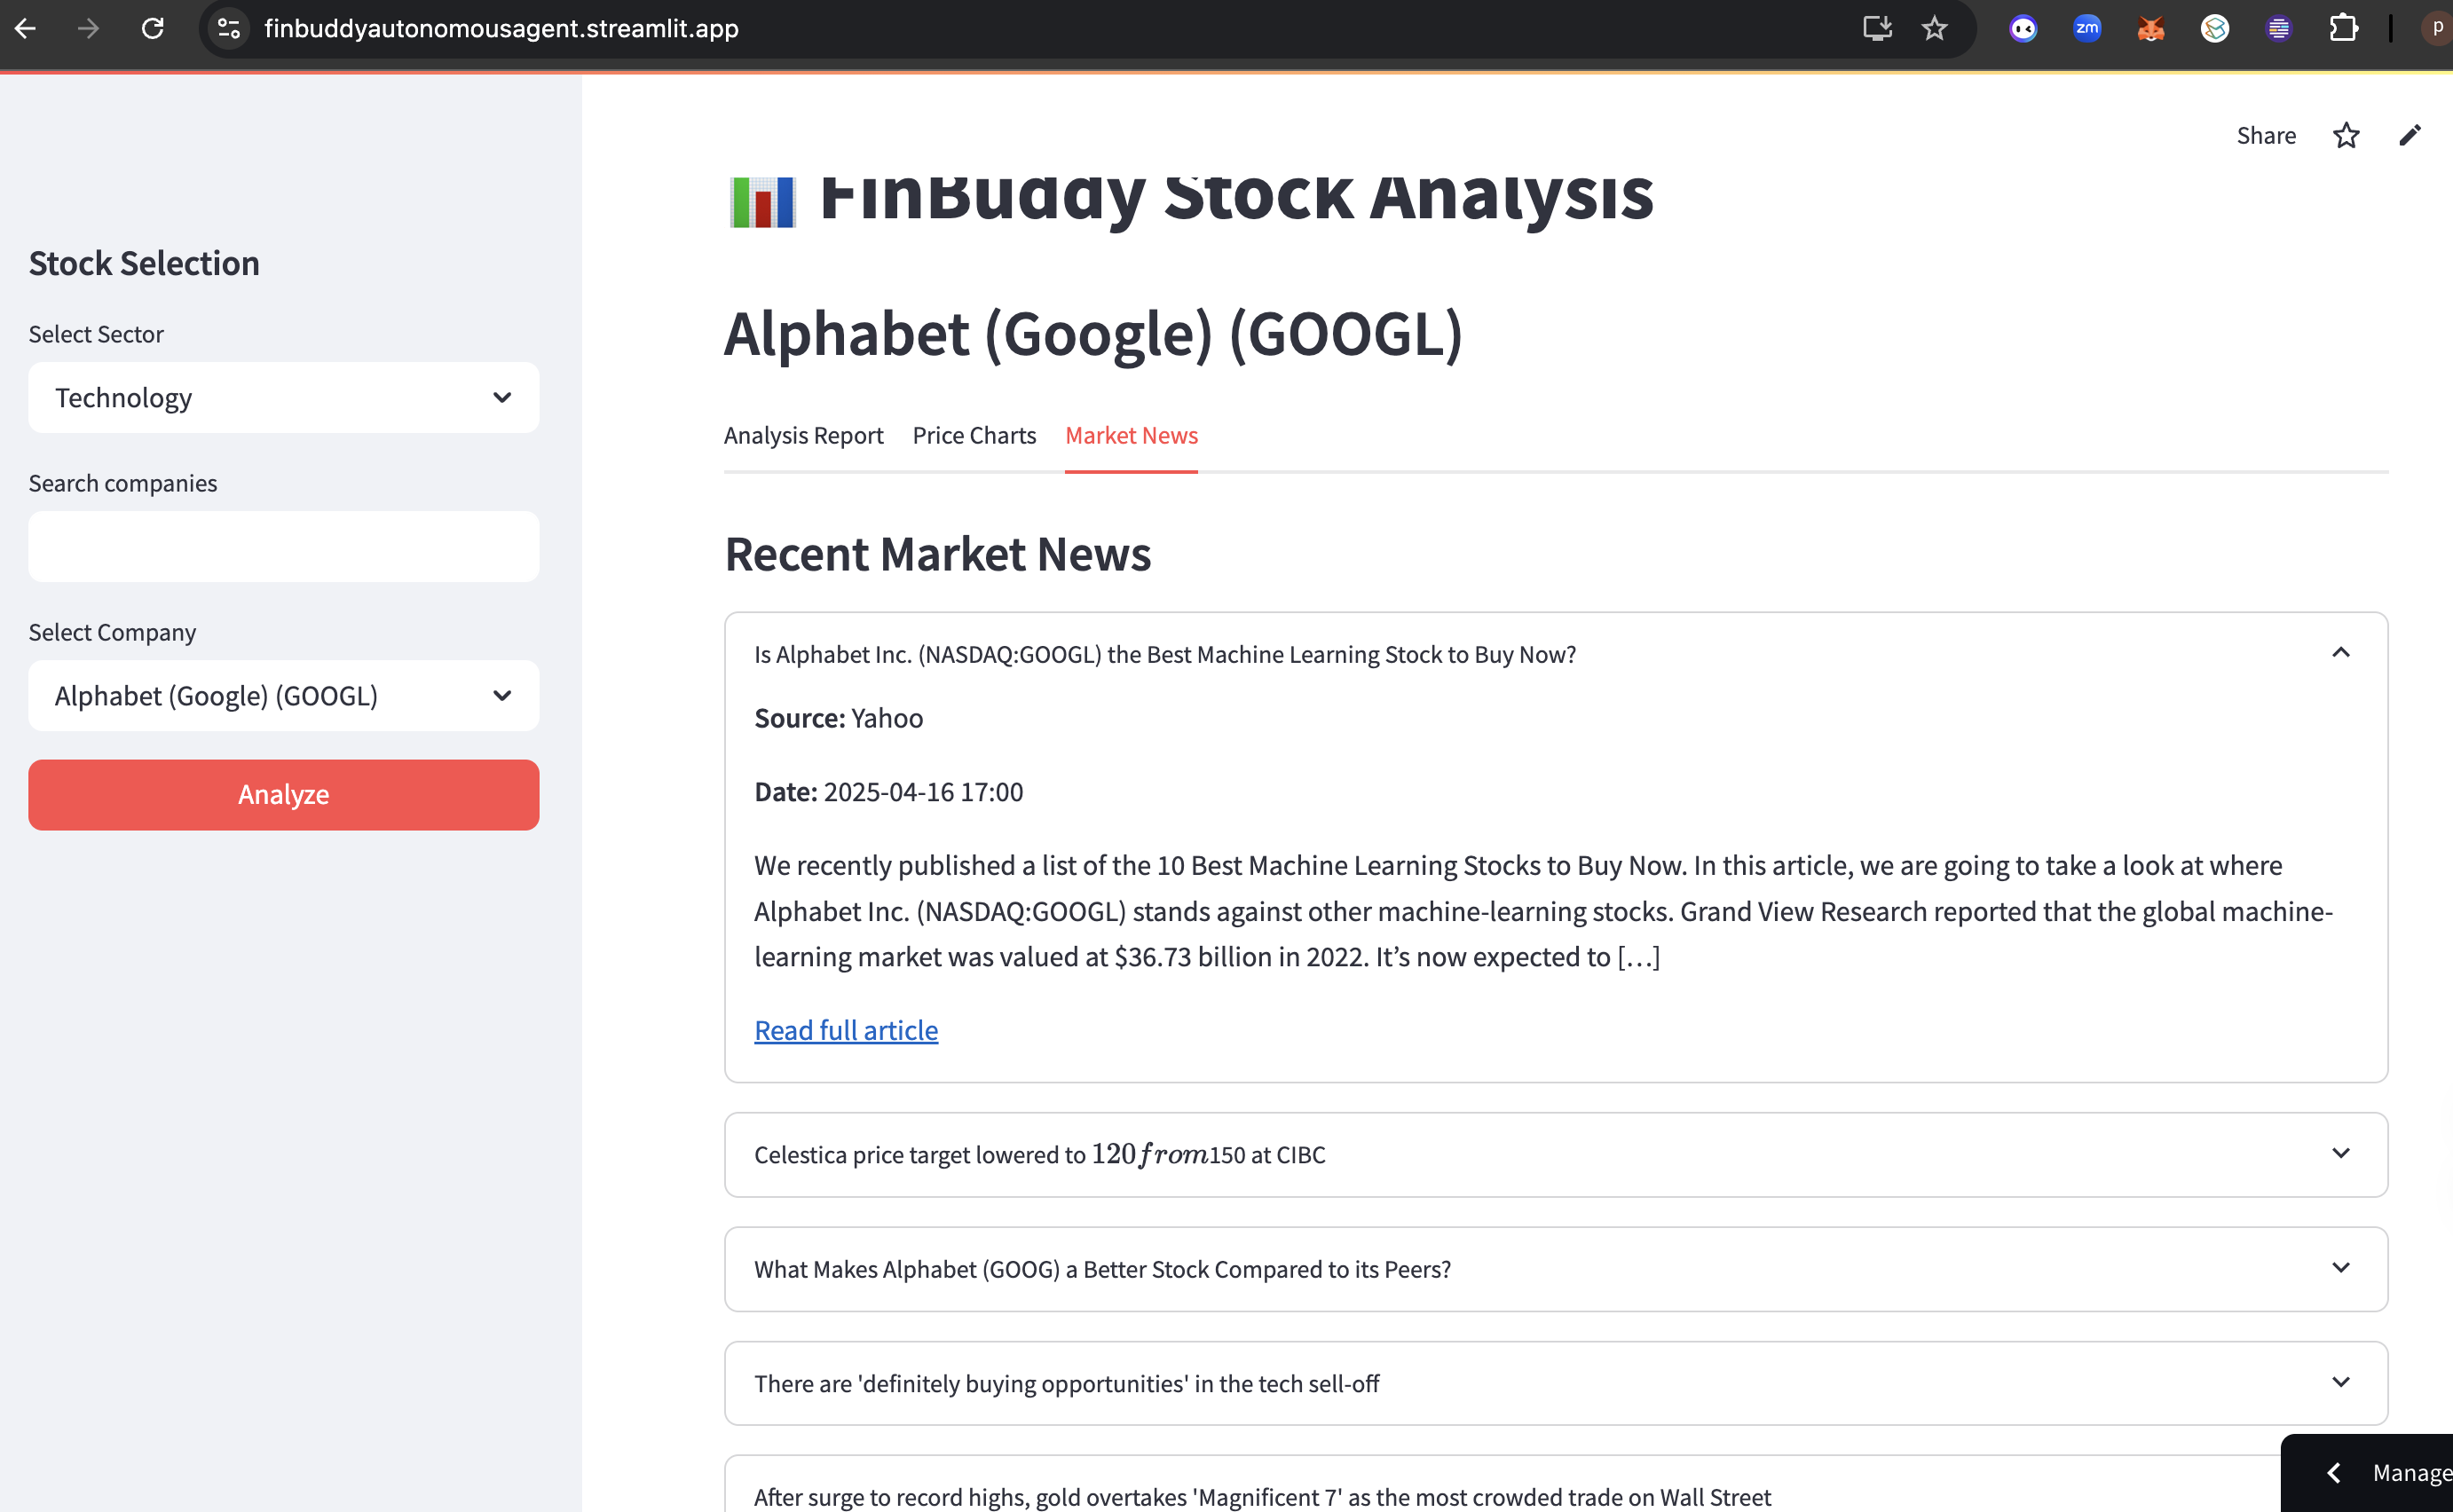 finbuddyautonomousagent.streamlit.app
zm
p
Share
FinBuddy Stock Analysis
Stock Selection
Select Sector
Technology
Search companies
Select Company
Alphabet (Google) (GOOGL)
Analyze
Alphabet (Google) (GOOGL)
Analysis Report Price Charts Market News
Recent Market News
Is Alphabet Inc. (NASDAQ:GOOGL) the Best Machine Learning Stock to Buy Now?
Source: Yahoo
Date: 2025-04-16 17:00
We recently published a list of the 10 Best Machine Learning Stocks to Buy Now. In this article, we are going to take a look at where
Alphabet Inc. (NASDAQ:GOOGL) stands against other machine-learning stocks. Grand View Research reported that the global machine-
learning market was valued at $36.73 billion in 2022. It’s now expected to […]
Read full article
Celestica price target lowered to 120from150 at CIBC
What Makes Alphabet (GOOG) a Better Stock Compared to its Peers?
There are 'definitely buying opportunities' in the tech sell-off
After surge to record highs, gold overtakes 'Magnificent 7' as the most crowded trade on Wall Street
Manage